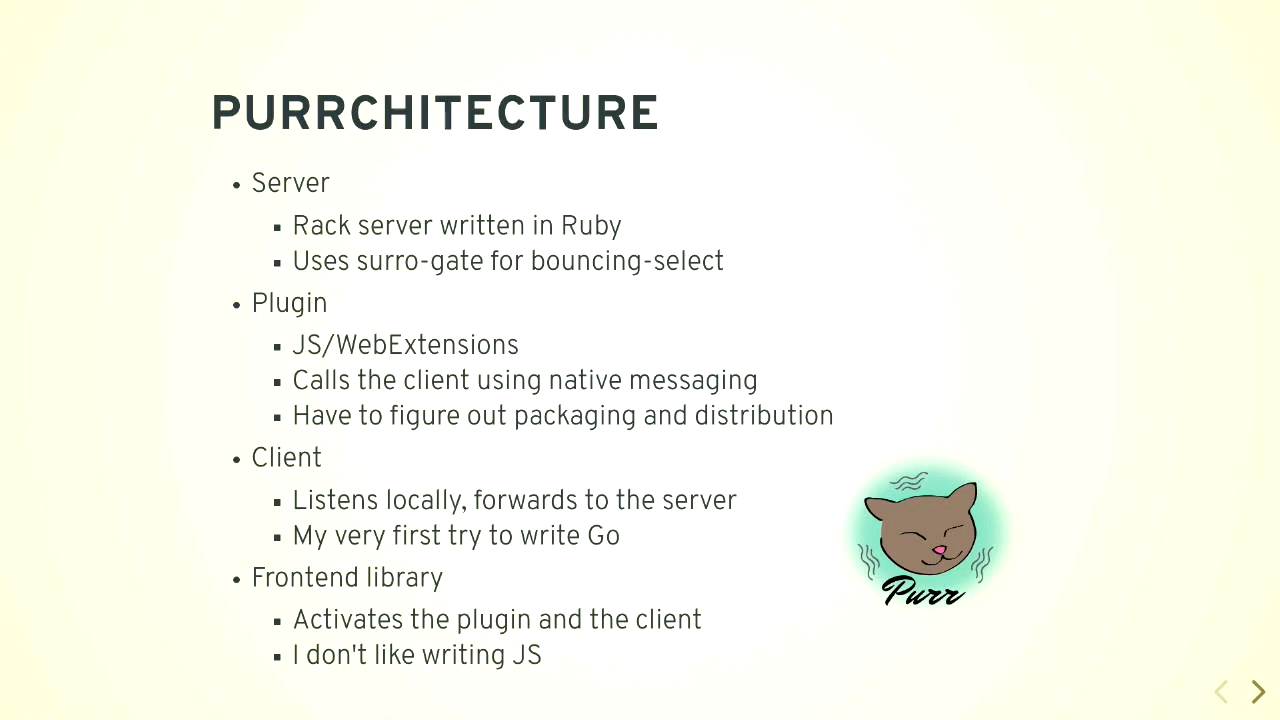 PURRCHITECTURE
Server
Rack server written in Ruby
Uses surro-gate for bouncing-select
Plugin
JS/WebExtensions
Calls the client using native messaging
Have to figure out packaging and distribution
Client
Listens locally, forwards to the server
My very first try to write Go
Frontend library
Activates the plugin and the client
I don't like writing JS
Purr